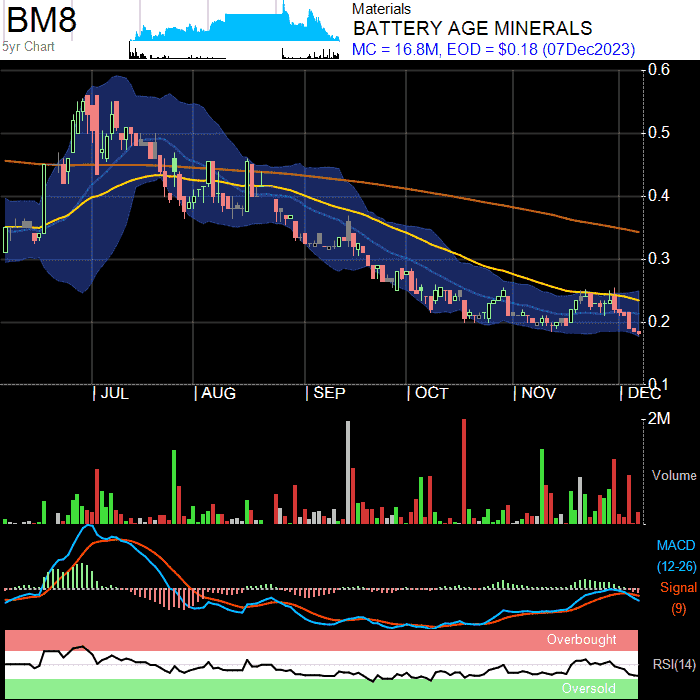 BM8
5yr Chart
Materials
BATTERY AGE MINERALS
MC = 16.8M, EOD = $0.18 (07Dec2023)
0.6
0.5
0.4
0.3
0.2
0.1
| JUL | AUG | SEP | OCT | NOV | DEC
2M
Volume
MACD
(12-26)
Signal
(9)
Overbought
RSI(14)
Oversold